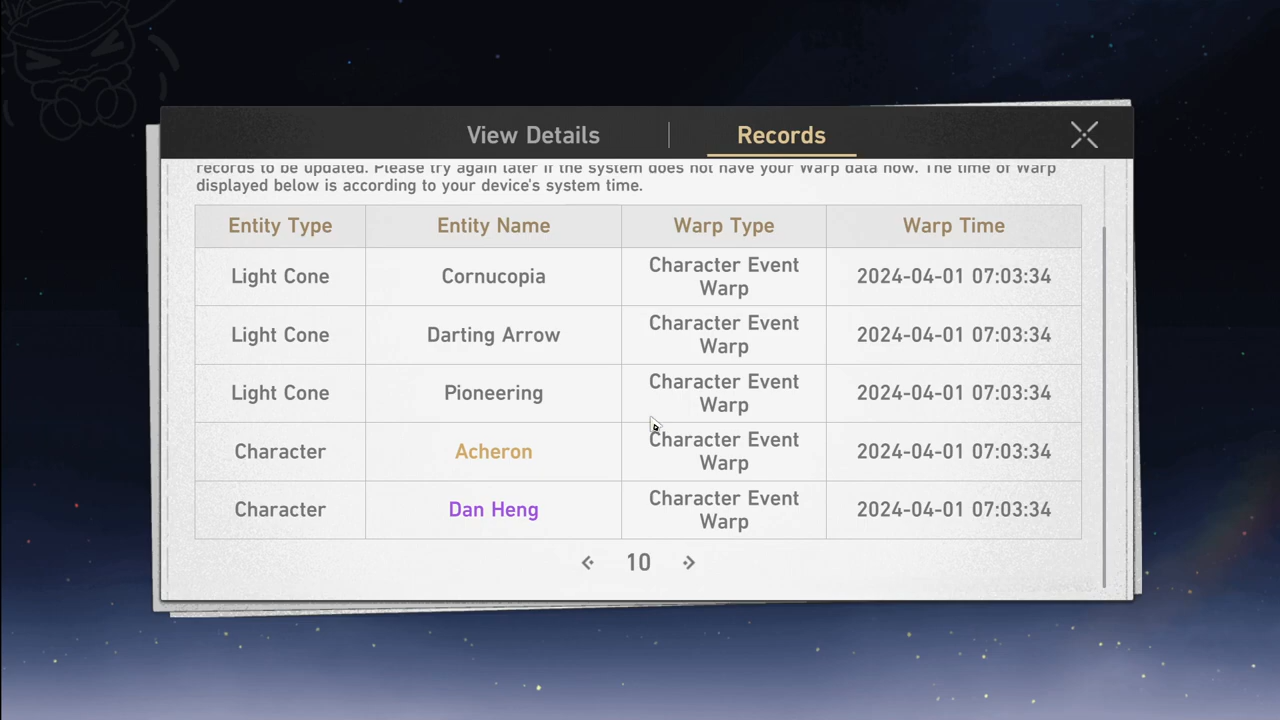 View Details
Records
records to be updated. Please try again later if the system does not have your Warp data now. The time of Warp
displayed below is according to your device's system time.
Entity Type Entity Name Warp Type Warp Time
Light Cone Cornucopia Character Event Warp 2024-04-01 07:03:34
Light Cone Darting Arrow Character Event Warp 2024-04-01 07:03:34
Light Cone Pioneering Character Event Warp 2024-04-01 07:03:34
Character Acheron Character Event Warp 2024-04-01 07:03:34
Character Dan Heng Character Event Warp 2024-04-01 07:03:34
10